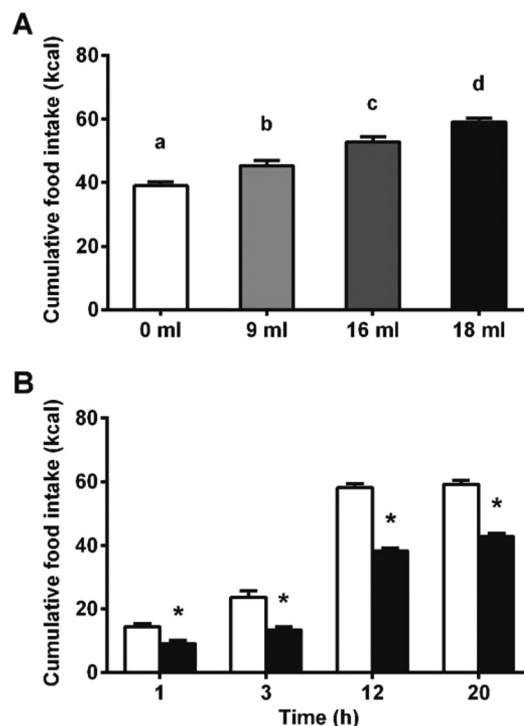 A
Cumulative food intake (kcal)
80
60
40
20
0
a
b
c
d
0 ml 9 ml 16 ml 18 ml
B
Cumulative food intake (kcal)
80
60
40
20
0
* * * *
1 3 12 20
Time (h)